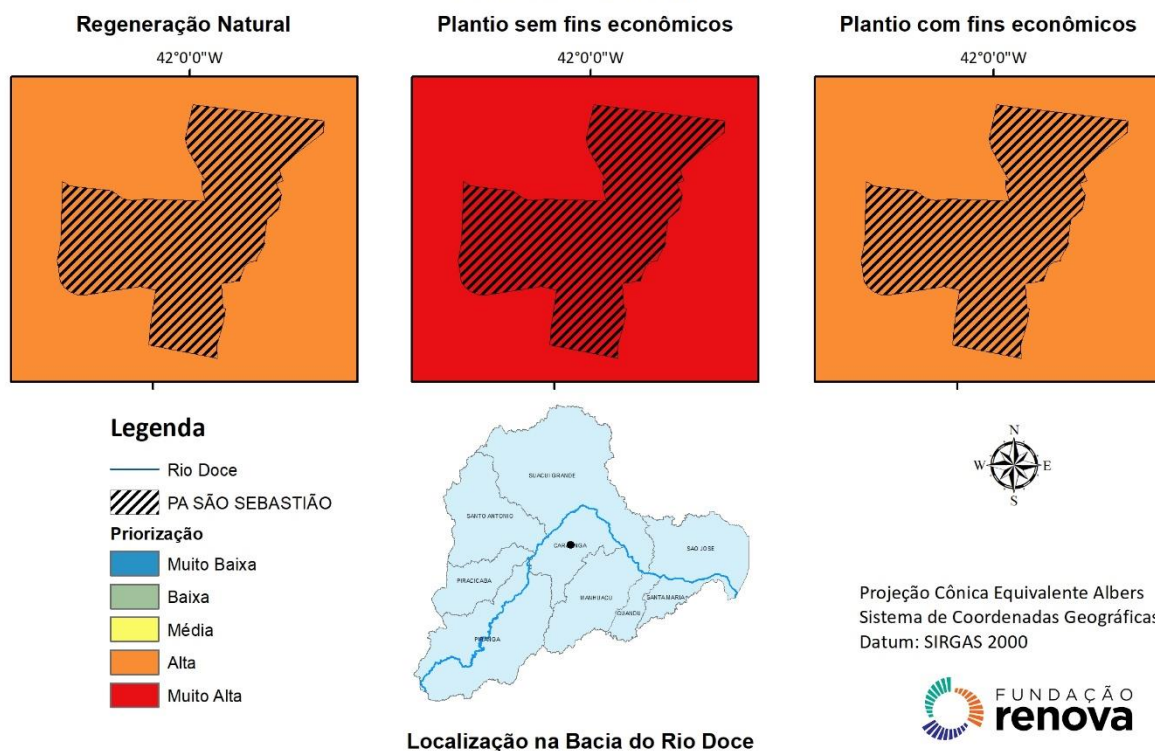 Regeneração Natural
Plantio sem fins econômicos
Plantio com fins econômicos
42°0'0"W
42°0'0"W
42°0'0"W
Legenda
Rio Doce
PA SÃO SEBASTIÃO
Priorização
Muito Baixa
Baixa
Média
Alta
Muito Alta
SUACUI GRANDE
SANTO ANTONIO
SAO JOSE
PIRACICABA
MANHUACU
SANTA MARIA
GUANDU
Localização na Bacia do Rio Doce
N
W
E
S
Projeção Cônica Equivalente Albers
Sistema de Coordenadas Geográficas
Datum: SIRGAS 2000
FUNDAÇÃO
renova